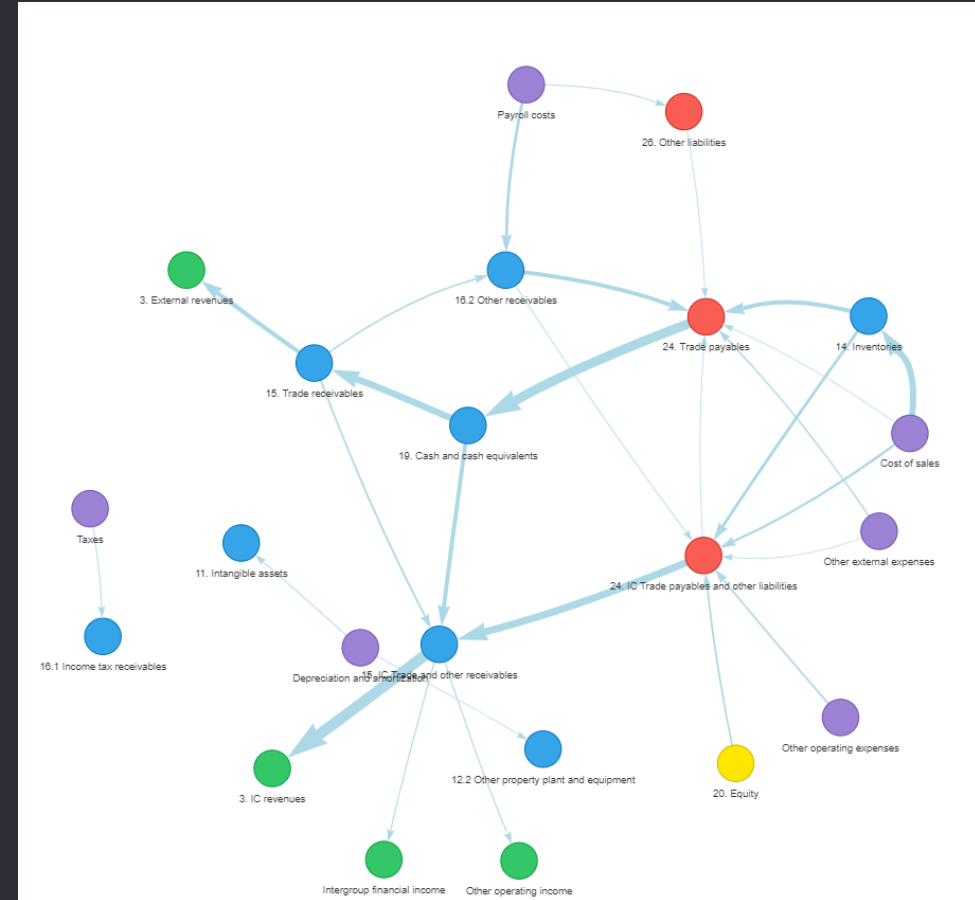 Payroll costs
26. Other liabilities
3. External revenues
16.2 Other receivables
24. Trade payables
14. Inventories
15. Trade receivables
19. Cash and cash equivalents
Cost of sales
Taxes
11. Intangible assets
Other external expenses
24. IC Trade payables and other liabilities
16.1 Income tax receivables
Depreciation and amortization
15. IC Trade and other receivables
Other operating expenses
12.2 Other property plant and equipment
3. IC revenues
20. Equity
Intergroup financial income
Other operating income